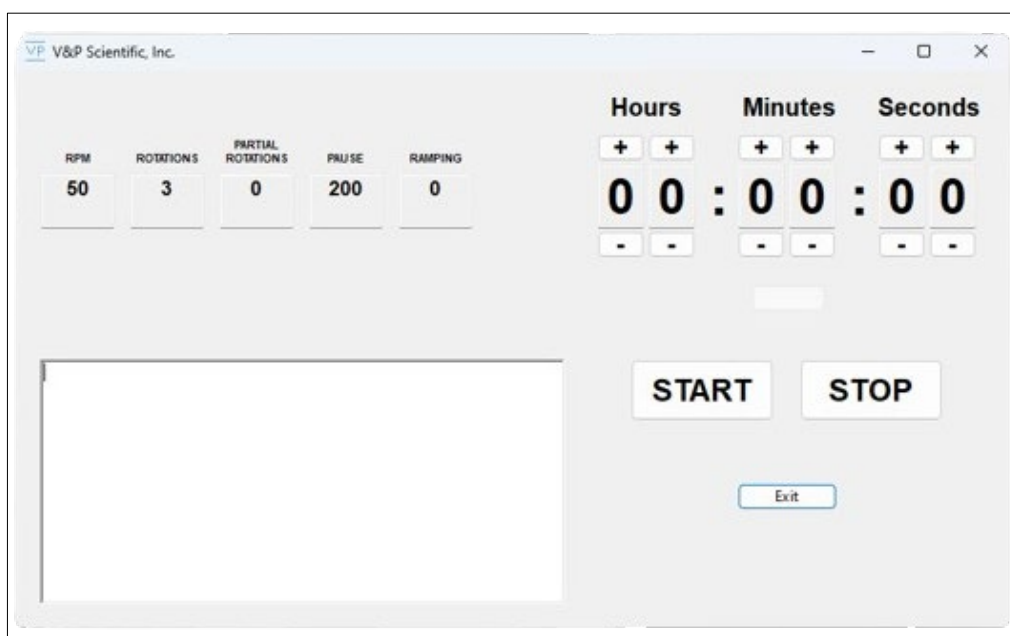 VP V&P Scientific, Inc.
Hours Minutes Seconds
+ + + + + +
RPM ROTATIONS PARTIAL ROTATIONS PAUSE RAMPING
50 3 0 200 0
0 0 : 0 0 : 0 0
- - - - - -
START STOP
Exit